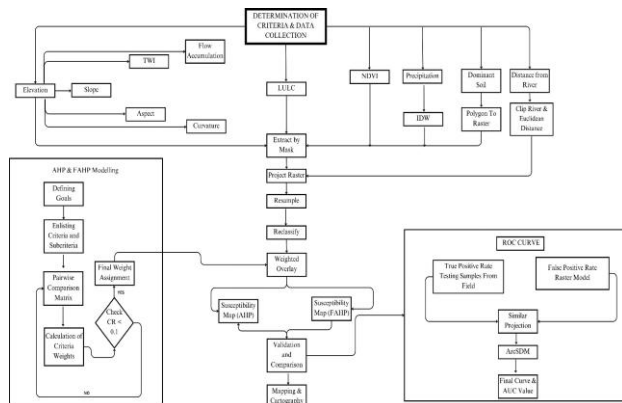 DETERMINATION OF
CRITERIA & DATA
COLLECTION
Flow
Accumulation
TWI
Elevation
Slope
Aspect
Curvature
LULC
NDVI
Precipitation
IDW
Dominant
Soil
Polygon To
Raster
Distance from
River
Clip River &
Euclidean
Distance
Extract by
Mask
Project Raster
Resample
Reclassify
Weighted
Overlay
Susceptibility
Map (AHP)
Susceptibility
Map (FAHP)
Validation
and
Comparison
Mapping &
Cartography
AHP & FAHP Modelling
Defining
Goals
Enlisting
Criteria and
Subcriteria
Pairwise
Comparison
Matrix
Calculation of
Criteria
Weights
Final Weight
Assignment
Check
CR <
0.1
NO
ROC CURVE
True Positive Rate
Testing Samples From
Field
False Positive Rate
Raster Model
Similar
Projection
ArcSDM
Final Curve &
AUC Value